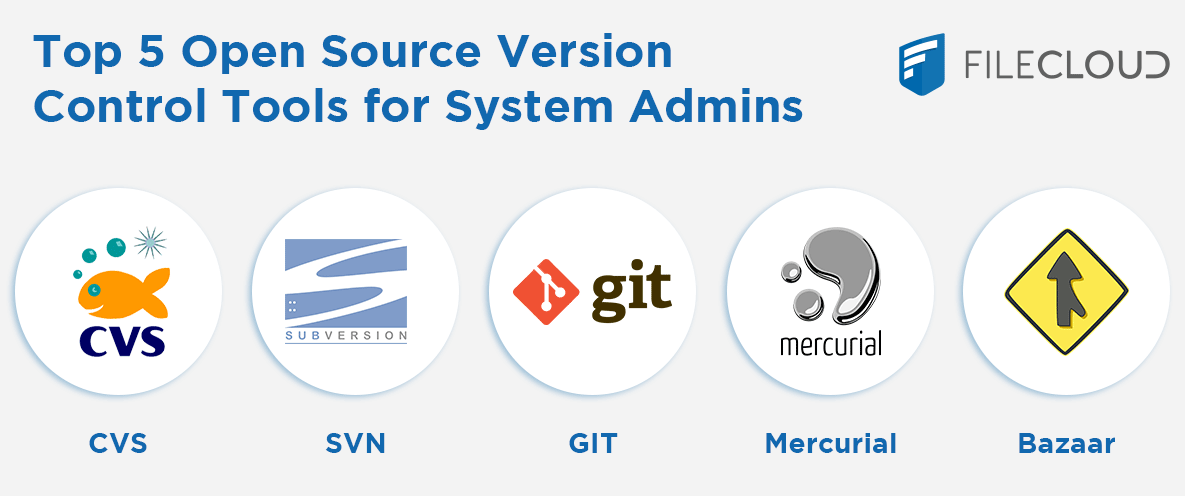 Top 5 Open Source Version
Control Tools for System Admins
FILECLOUD
CVS
SUBVERSION
git
mercurial
CVS
SVN
GIT
Mercurial
Bazaar